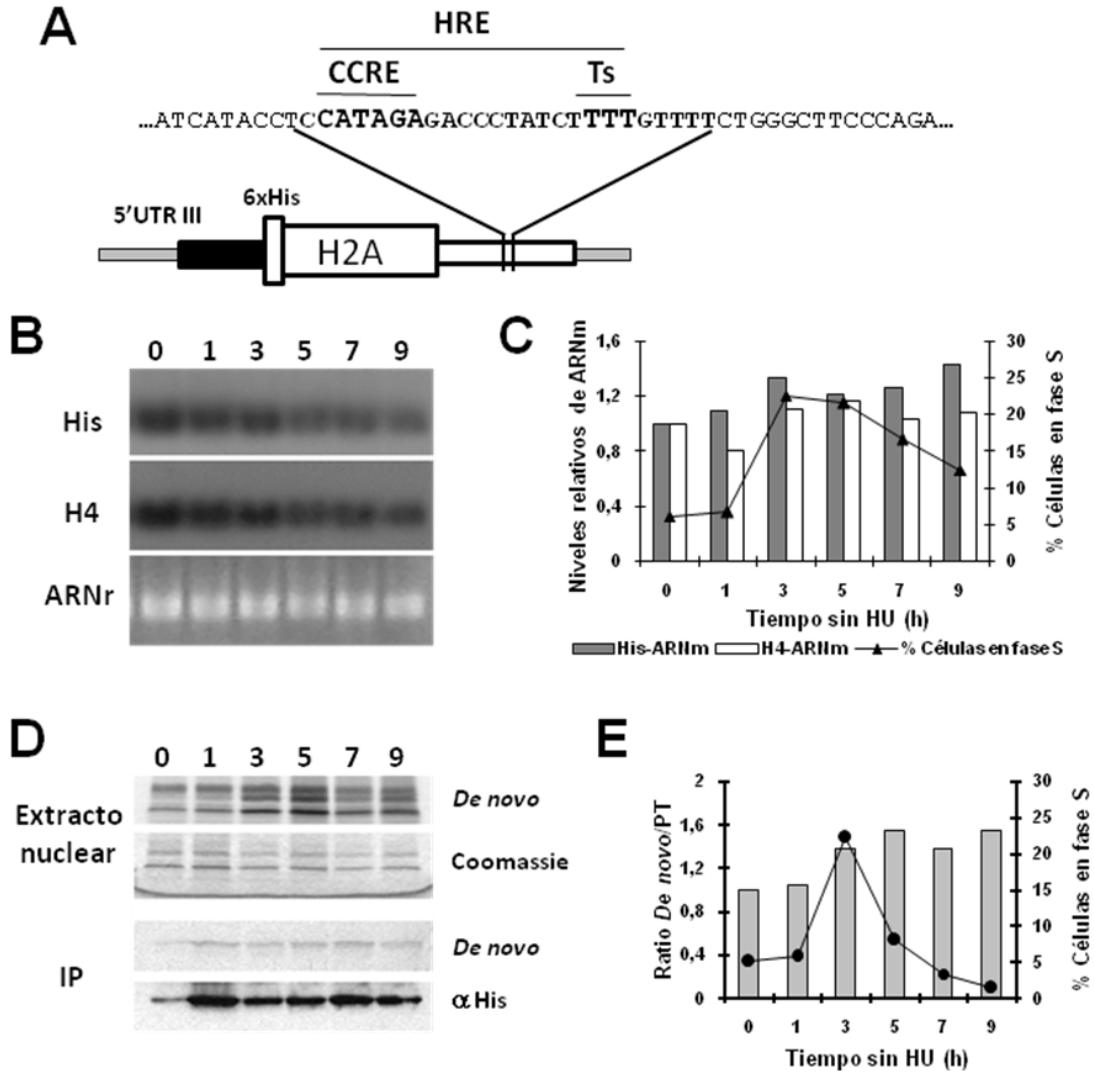 A
HRE
CCRE Ts
...ATCATACCTCCATAGAGACCCTATCTTTTGTTTTCTGGGCTTCCCAGA...
5'UTR III
6xHis
H2A
B
0 1 3 5 7 9
His
H4
ARNr
C
Niveles relativos de ARNm
1,6
1,2
0,8
0,4
0
30
25
20
15
10
5
0
% Células en fase S
0 1 3 5 7 9
Tiempo sin HU (h)
His-ARNm H4-ARNm % Células en fase S
D
0 1 3 5 7 9
Extracto nuclear
De novo
Coomassie
IP
De novo
αHis
E
Ratio De novo/PT
2
1,6
1,2
0,8
0,4
0
30
25
20
15
10
5
0
% Células en fase S
0 1 3 5 7 9
Tiempo sin HU (h)